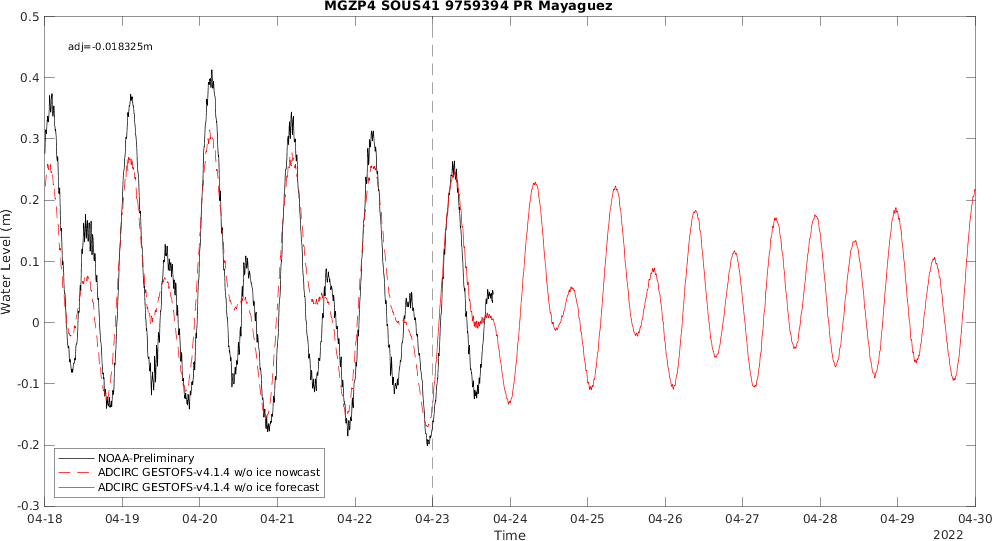 MGZP4 SOUS41 9759394 PR Mayaguez
adj=-0.018325m
0.5
0.4
0.3
0.2
0.1
0
-0.1
-0.2
-0.3
Water Level (m)
NOAA-Preliminary
ADCIRC GESTOFS-v4.1.4 w/o ice nowcast
ADCIRC GESTOFS-v4.1.4 w/o ice forecast
04-18 04-19 04-20 04-21 04-22 04-23 04-24 04-25 04-26 04-27 04-28 04-29 04-30
Time
2022